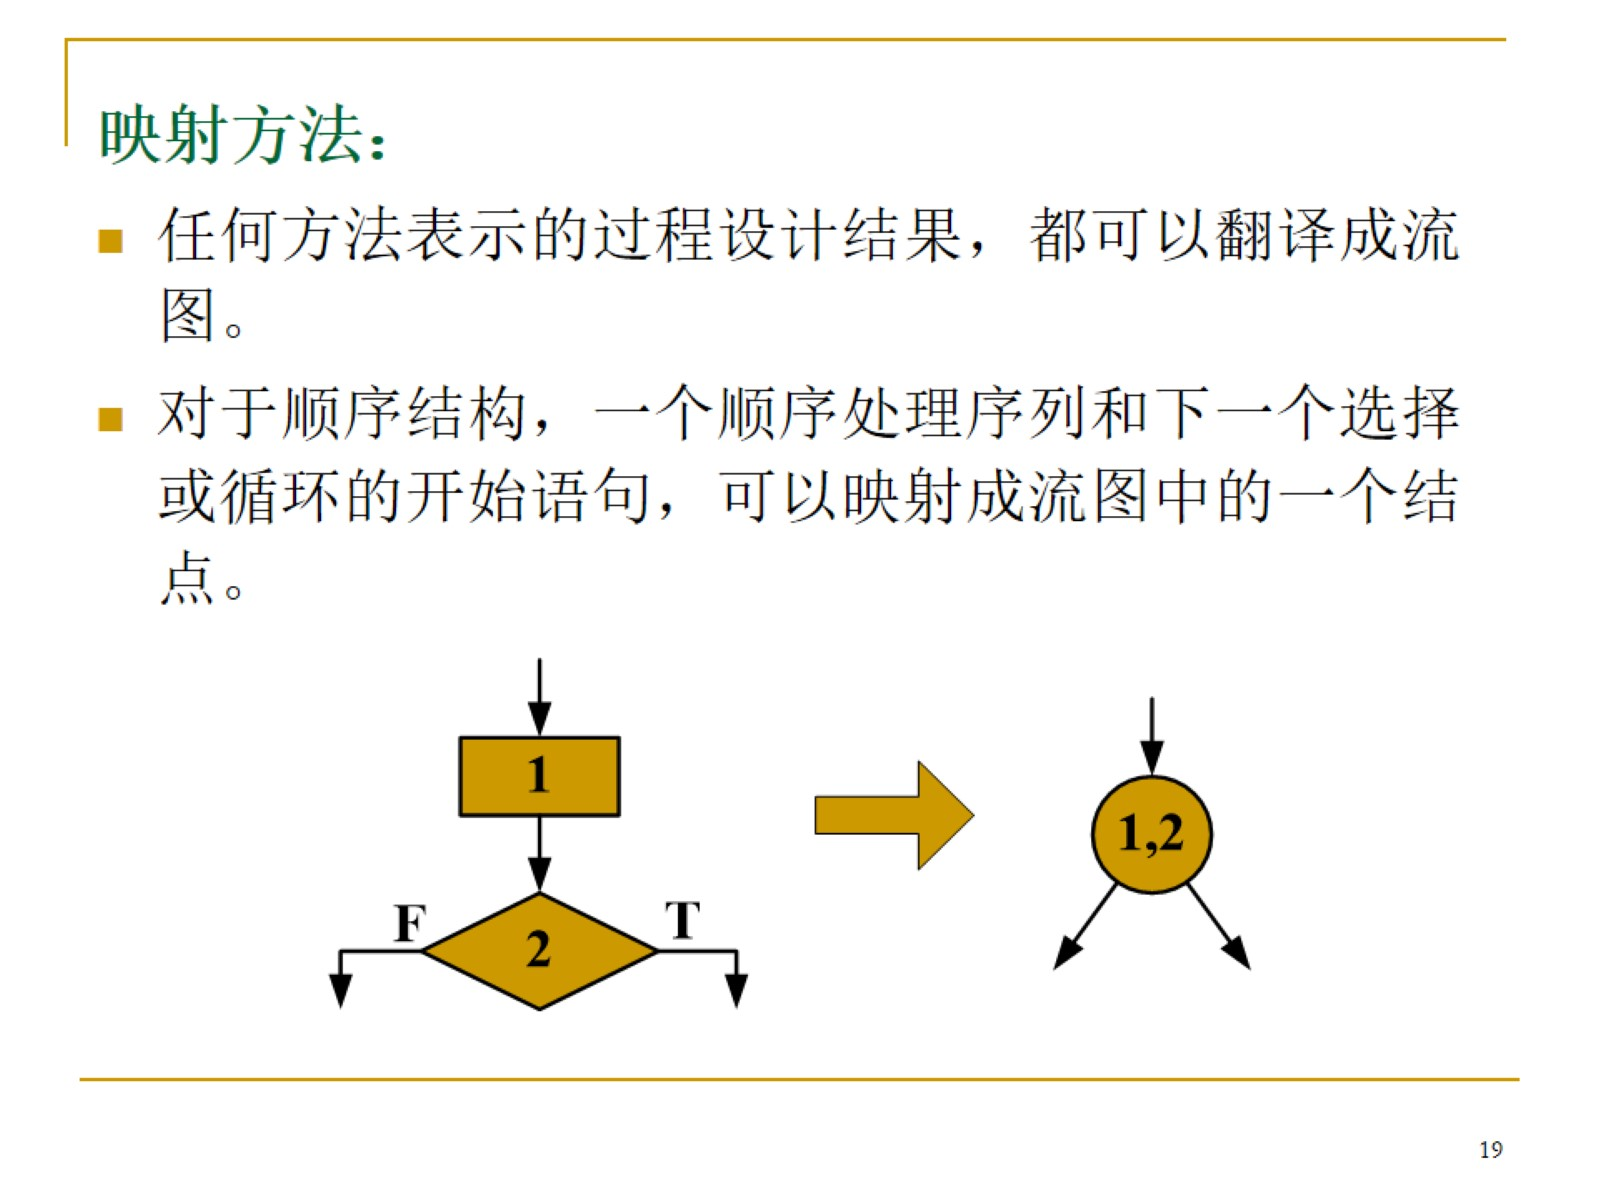 映射方法：
任何方法表示的过程设计结果，都可以翻译成流
图。
对于顺序结构，一个顺序处理序列和下一个选择
或循环的开始语句，可以映射成流图中的一个结
点。
1
1,2
F
T
2
19